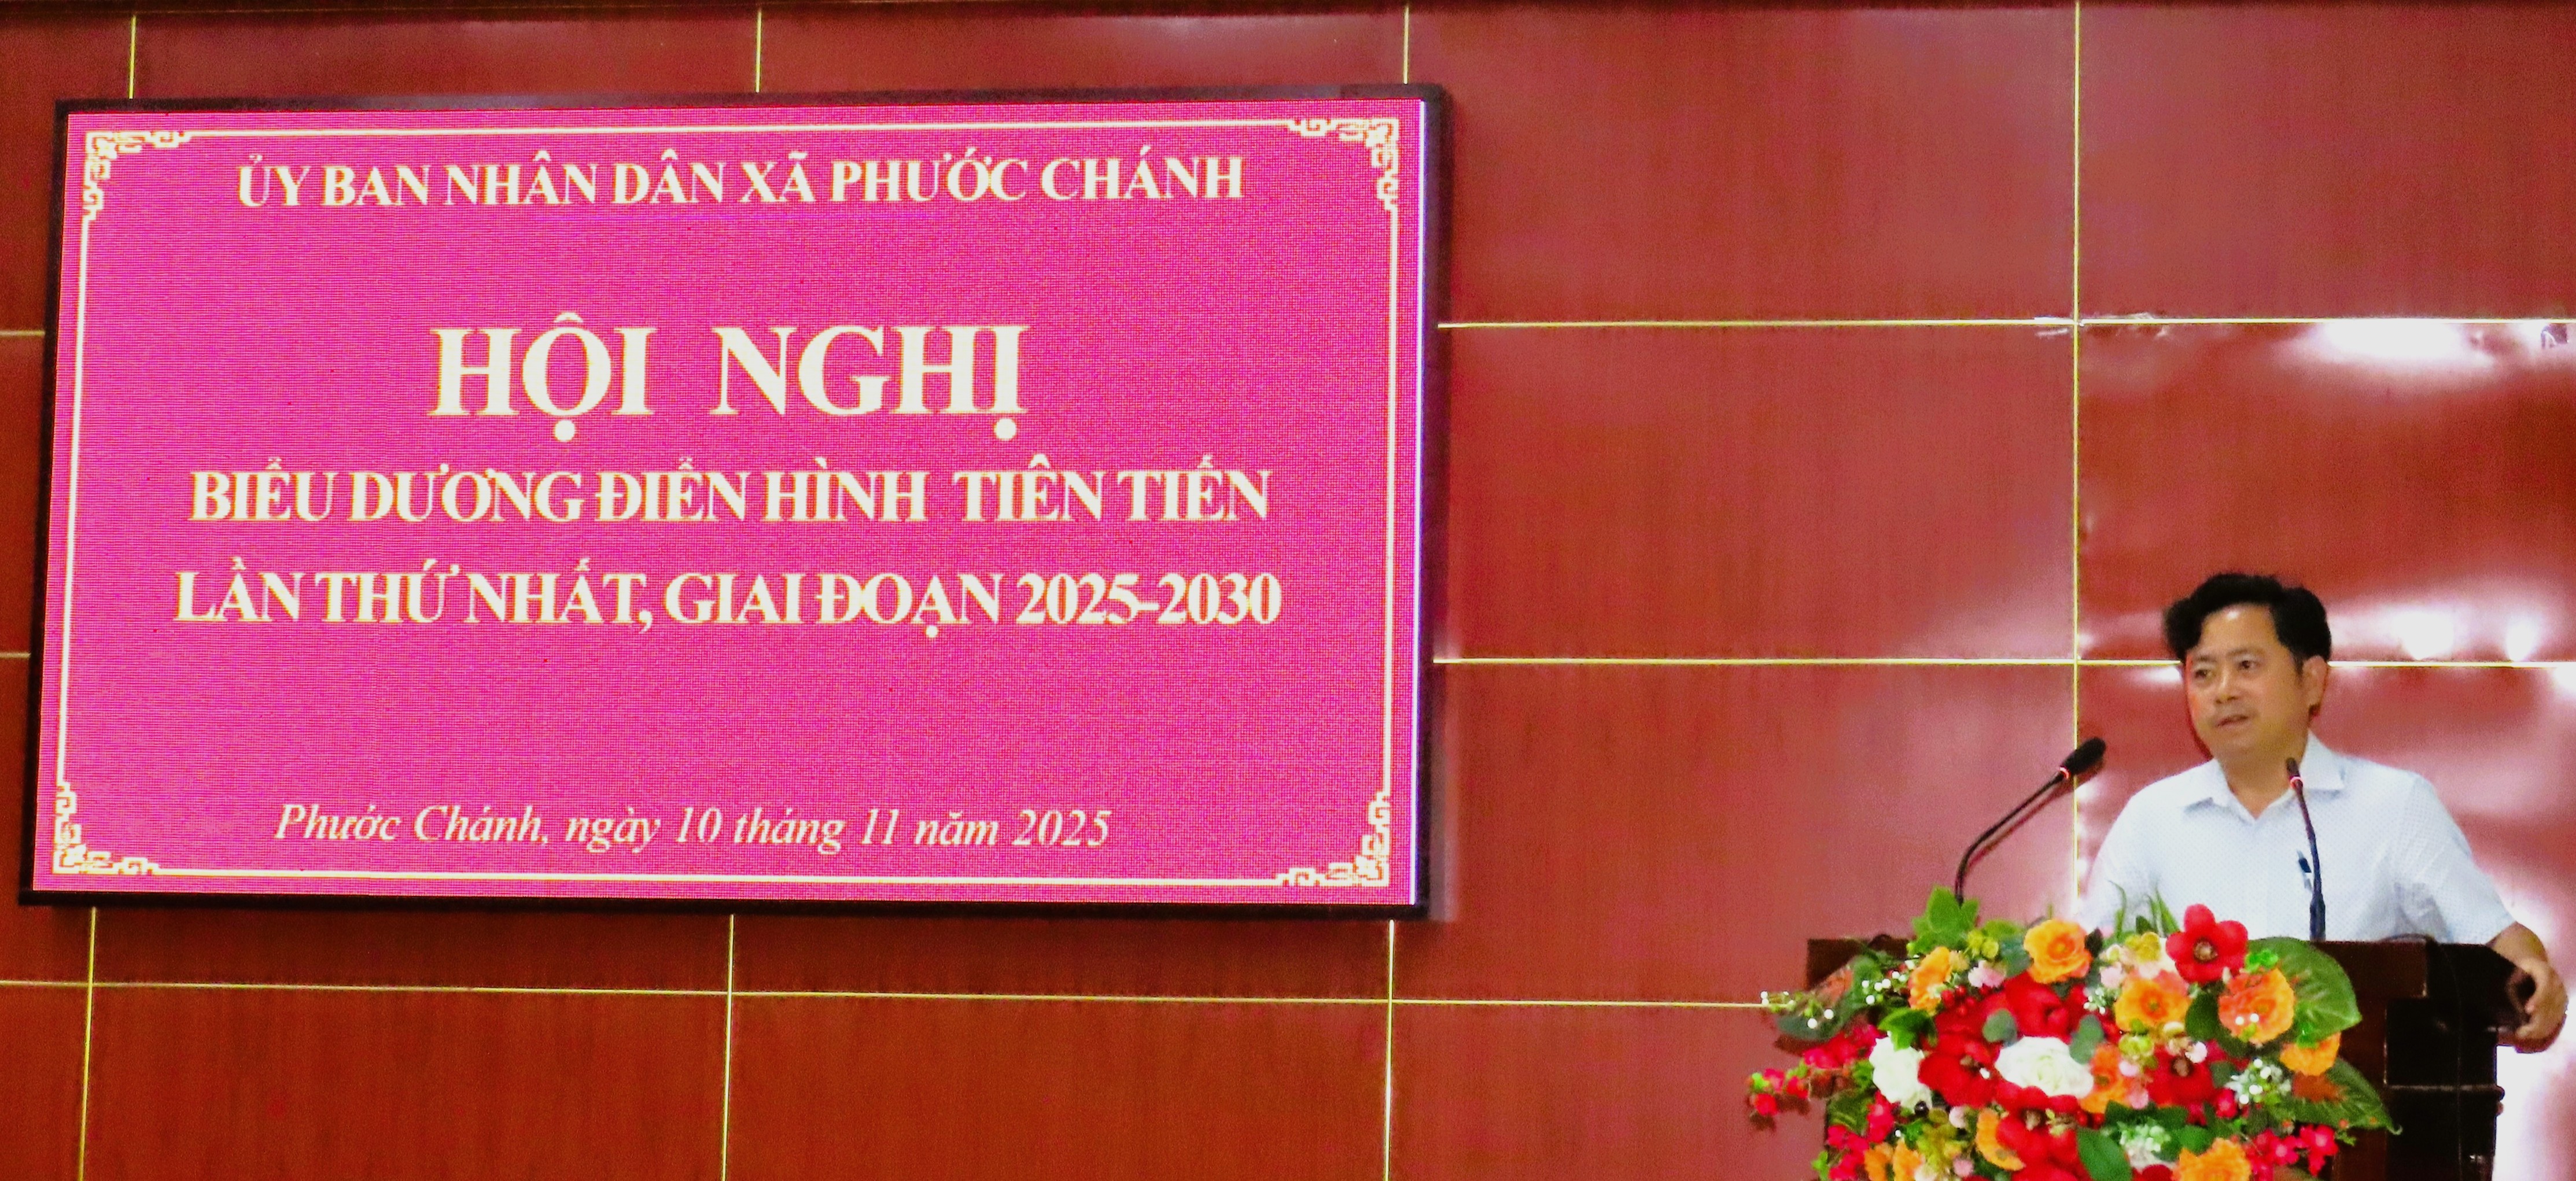 ỦY BAN NHÂN DÂN XÃ PHƯỚC CHÁNH
HỘI NGHỊ
BIỂU DƯƠNG ĐIỂN HÌNH TIÊN TIẾN
LẦN THỨ NHẤT, GIAI ĐOẠN 2025-2030
Phước Chánh, ngày 10 tháng 11 năm 2025